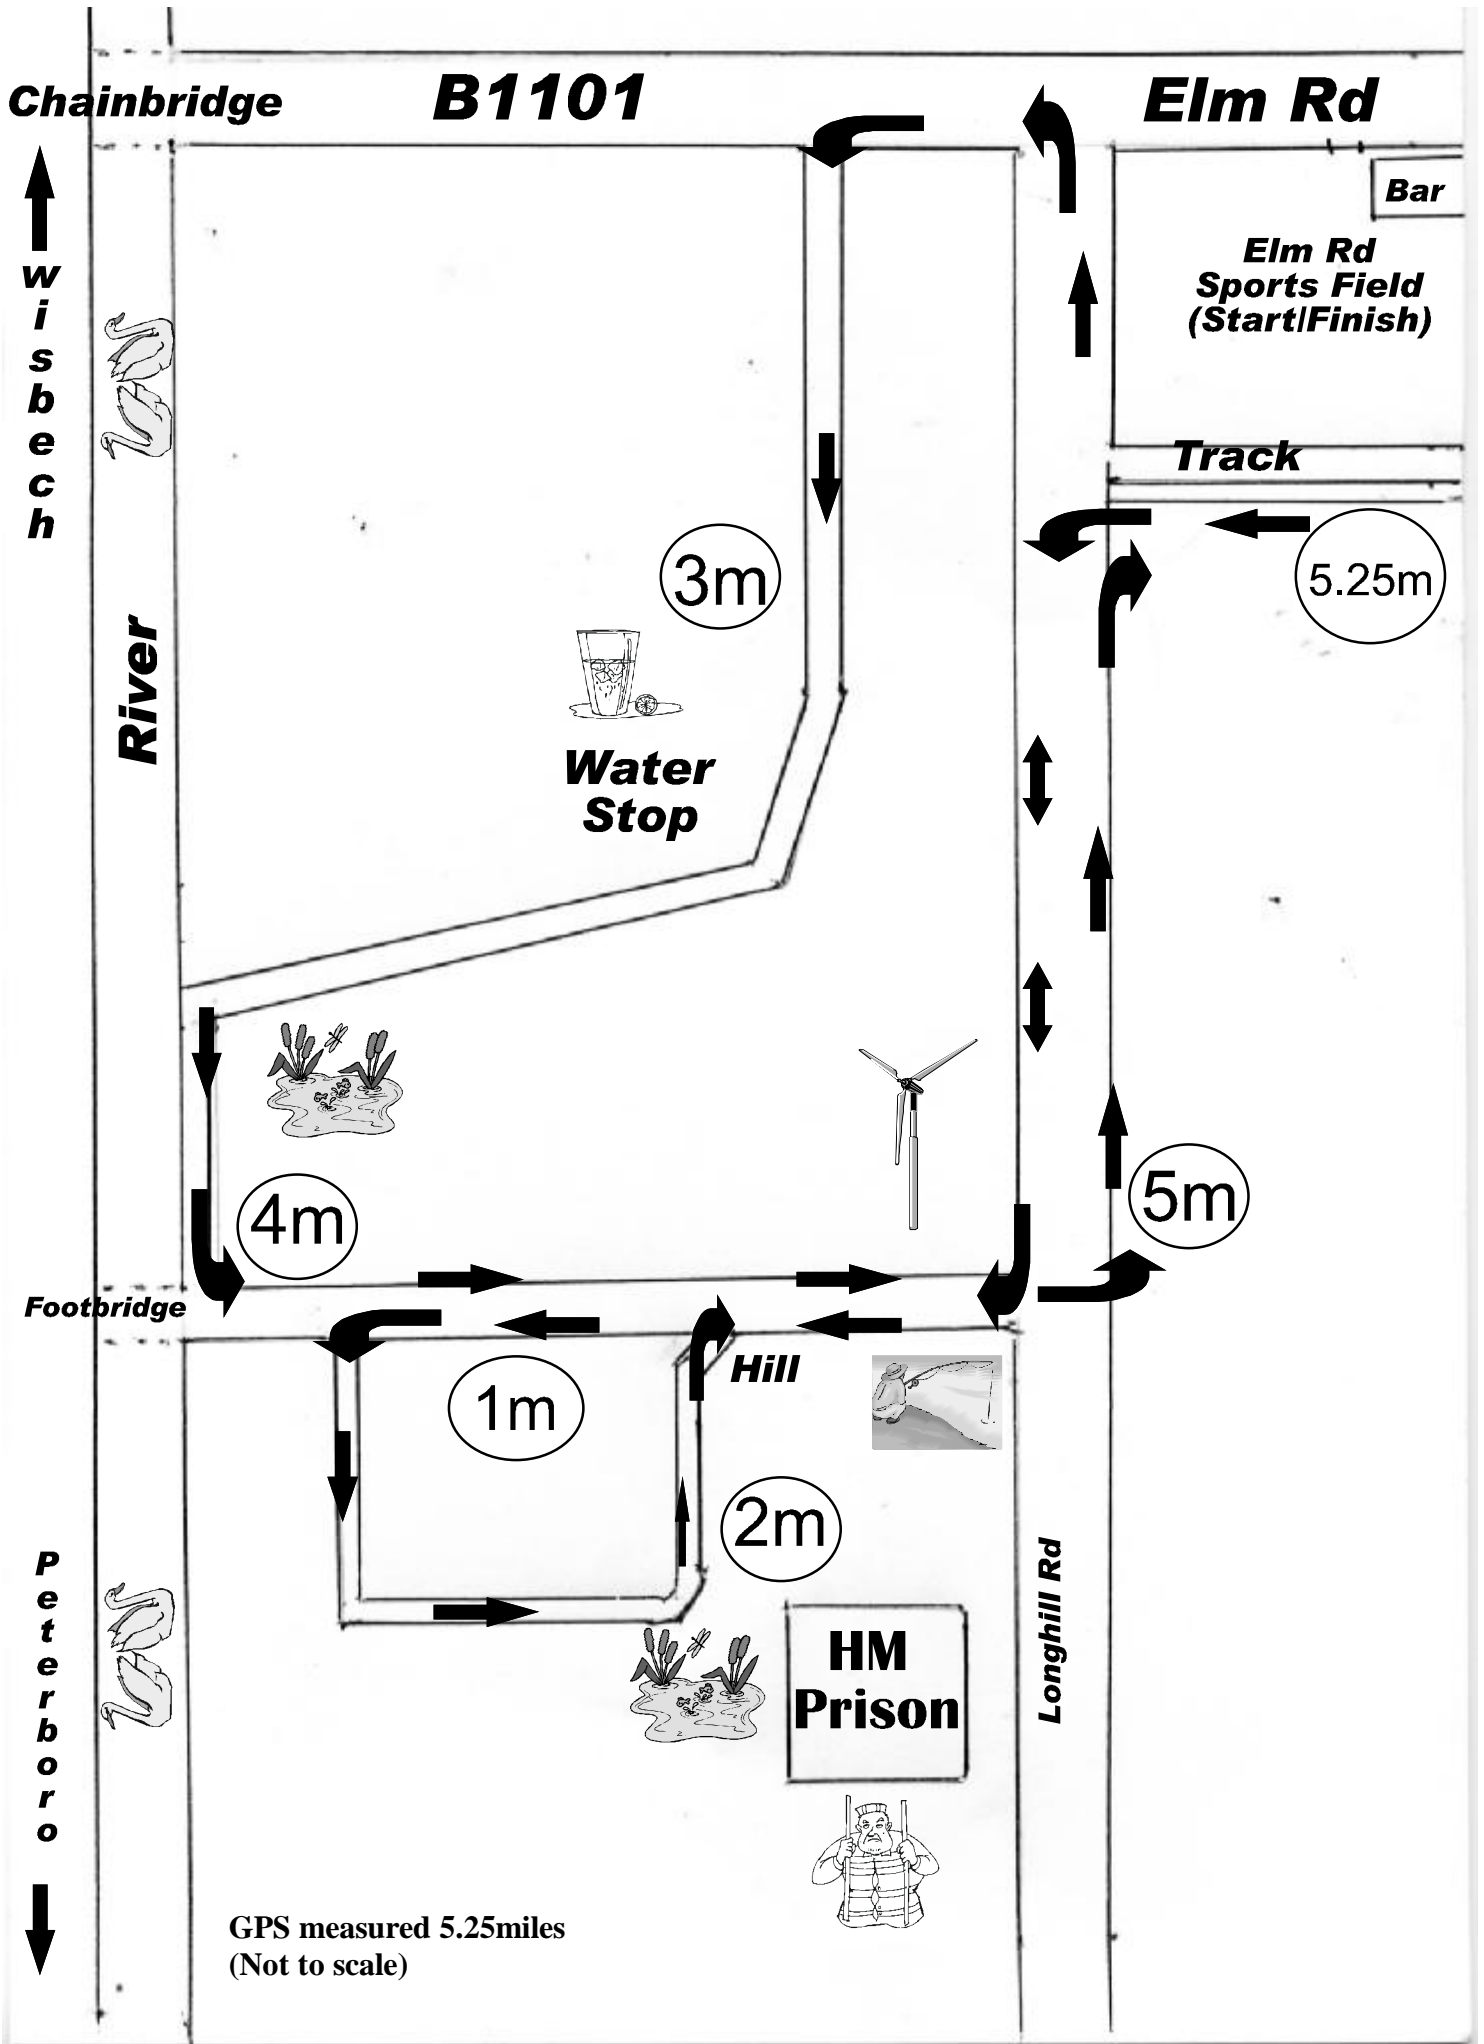 Chainbridge
B1101
Elm Rd
Bar
Elm Rd
Sports Field
(Start/Finish)
Wisbech
Track
5.25m
3m
River
Water
Stop
4m
5m
Footbridge
Hill
1m
2m
Peterboro
Longhill Rd
HM
Prison
GPS measured 5.25miles
(Not to scale)